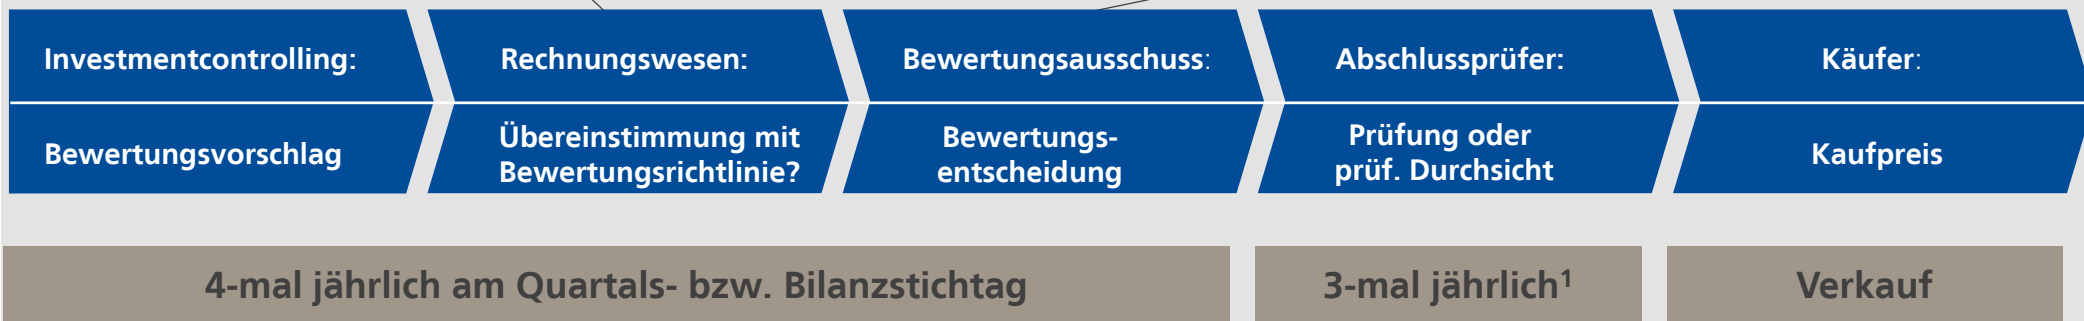 Investmentcontrolling:
Rechnungswesen:
Bewertungsausschuss:
Abschlussprüfer:
Käufer:
Bewertungsvorschlag
Übereinstimmung mit
Bewertungsrichtlinie?
Bewertungs-
entscheidung
Prüfung oder
prüf. Durchsicht
Kaufpreis
4-mal jährlich am Quartals- bzw. Bilanzstichtag
3-mal jährlich¹
Verkauf